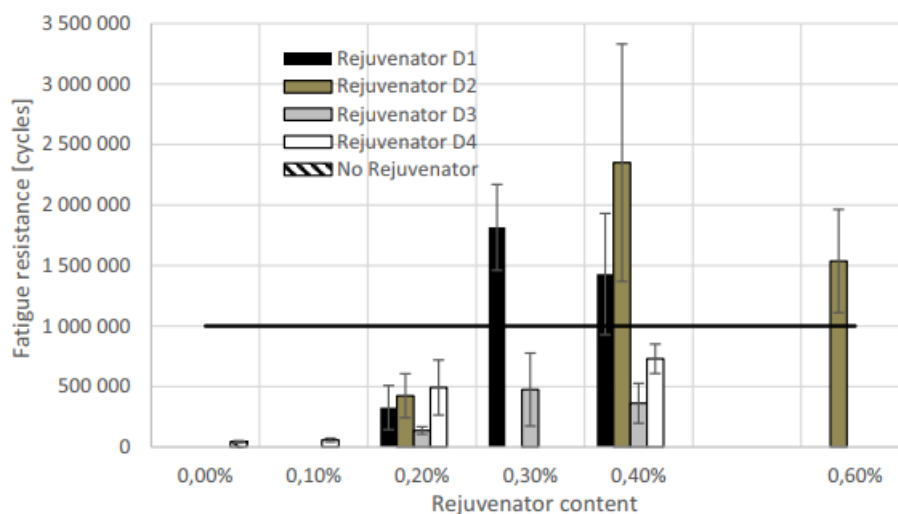 3 500 000
3 000 000
2 500 000
2 000 000
1 500 000
1 000 000
500 000
0
Fatigue resistance [cycles]
Rejuvenator D1
Rejuvenator D2
Rejuvenator D3
Rejuvenator D4
No Rejuvenator
0,00% 0,10% 0,20% 0,30% 0,40% 0,60%
Rejuvenator content